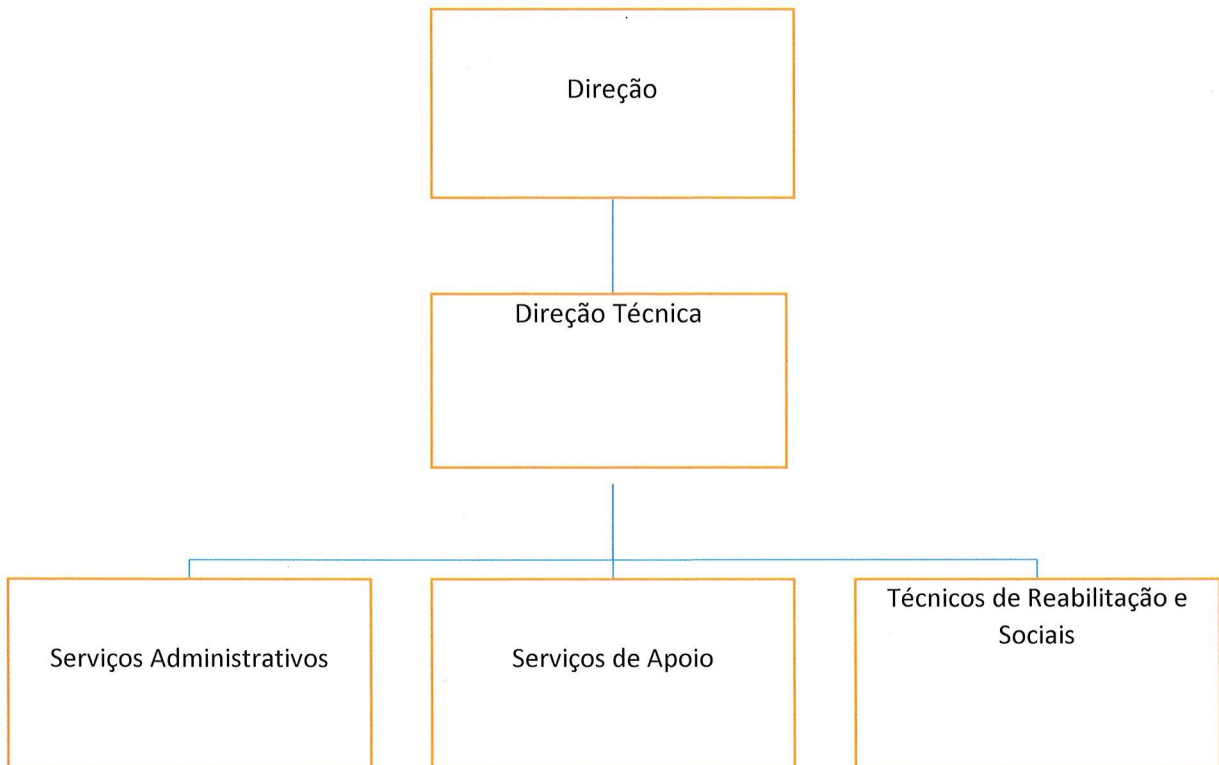 Direção
Direção Técnica
Serviços Administrativos
Serviços de Apoio
Técnicos de Reabilitação e
Sociais